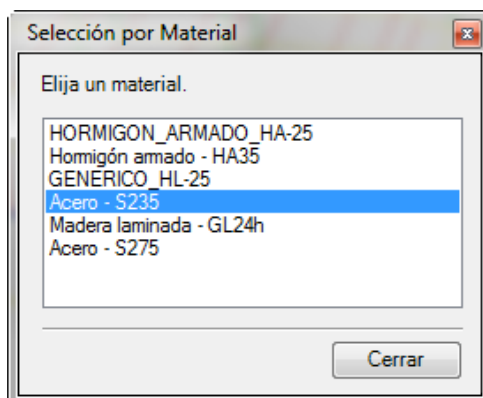 Selección por Material
Elija un material.
HORMIGON_ARMADO_HA-25
Hormigón armado - HA35
GENERICO_HL-25
Acero - S235
Madera laminada - GL24h
Acero - S275
Cerrar